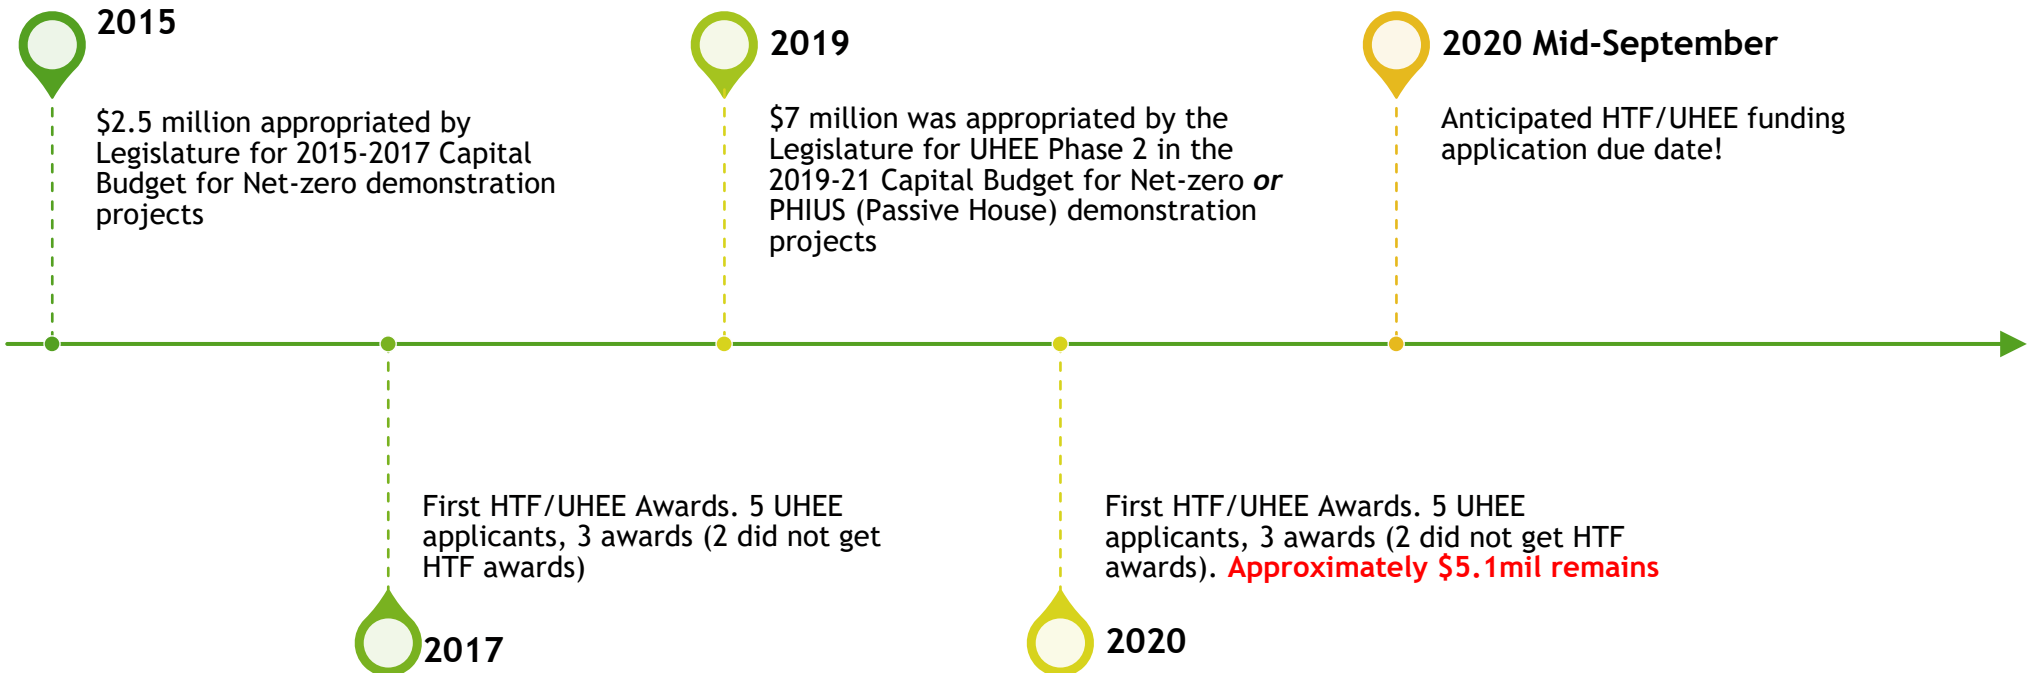 2015
$2.5 million appropriated by
Legislature for 2015-2017 Capital
Budget for Net-zero demonstration
projects
2019
$7 million was appropriated by the
Legislature for UHEE Phase 2 in the
2019-21 Capital Budget for Net-zero or
PHIUS (Passive House) demonstration
projects
2020 Mid-September
Anticipated HTF/UHEE funding
application due date!
First HTF/UHEE Awards. 5 UHEE
applicants, 3 awards (2 did not get
HTF awards)
2017
First HTF/UHEE Awards. 5 UHEE
applicants, 3 awards (2 did not get HTF
awards). Approximately $5.1mil remains
2020